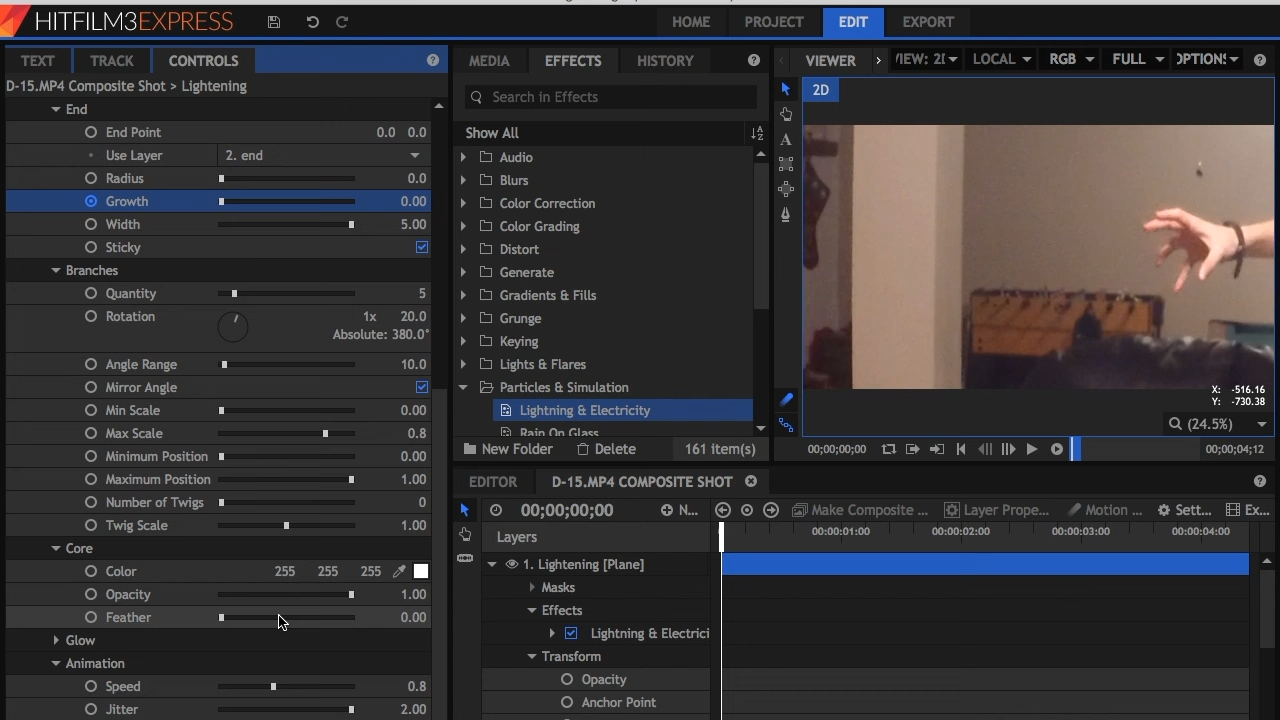 HITFILM3EXPRESS
HOME PROJECT EDIT EXPORT
TEXT TRACK CONTROLS
D-15.MP4 Composite Shot > Lightening
End
End Point 0.0 0.0
Use Layer 2. end
Radius 0.0
Growth 0.00
Width 5.00
Sticky
Branches
Quantity 5
Rotation 1x 20.0
Absolute: 380.0°
Angle Range 10.0
Mirror Angle
Min Scale 0.00
Max Scale 0.8
Minimum Position 0.00
Maximum Position 1.00
Number of Twigs 0
Twig Scale 1.00
Core
Color 255 255 255
Opacity 1.00
Feather 0.00
Glow
Animation
Speed 0.8
Jitter 2.00
MEDIA EFFECTS HISTORY
Search in Effects
Show All
Audio
Blurs
Color Correction
Color Grading
Distort
Generate
Gradients & Fills
Grunge
Keying
Lights & Flares
Particles & Simulation
Lightning & Electricity
Rain On Glass
New Folder Delete 161 item(s)
VIEWER LOCAL RGB FULL
2D
X: -516.16
Y: -730.38
(24.5%)
00;00;00;00 00;00;04;12
EDITOR D-15.MP4 COMPOSITE SHOT
00;00;00;00 N... Make Composite ... Layer Prope... Motion ... Sett... Ex...
Layers 00:00:01:00 00:00:02:00 00:00:03:00 00:00:04:00
1. Lightening [Plane]
Masks
Effects
Lightning & Electrici
Transform
Opacity
Anchor Point